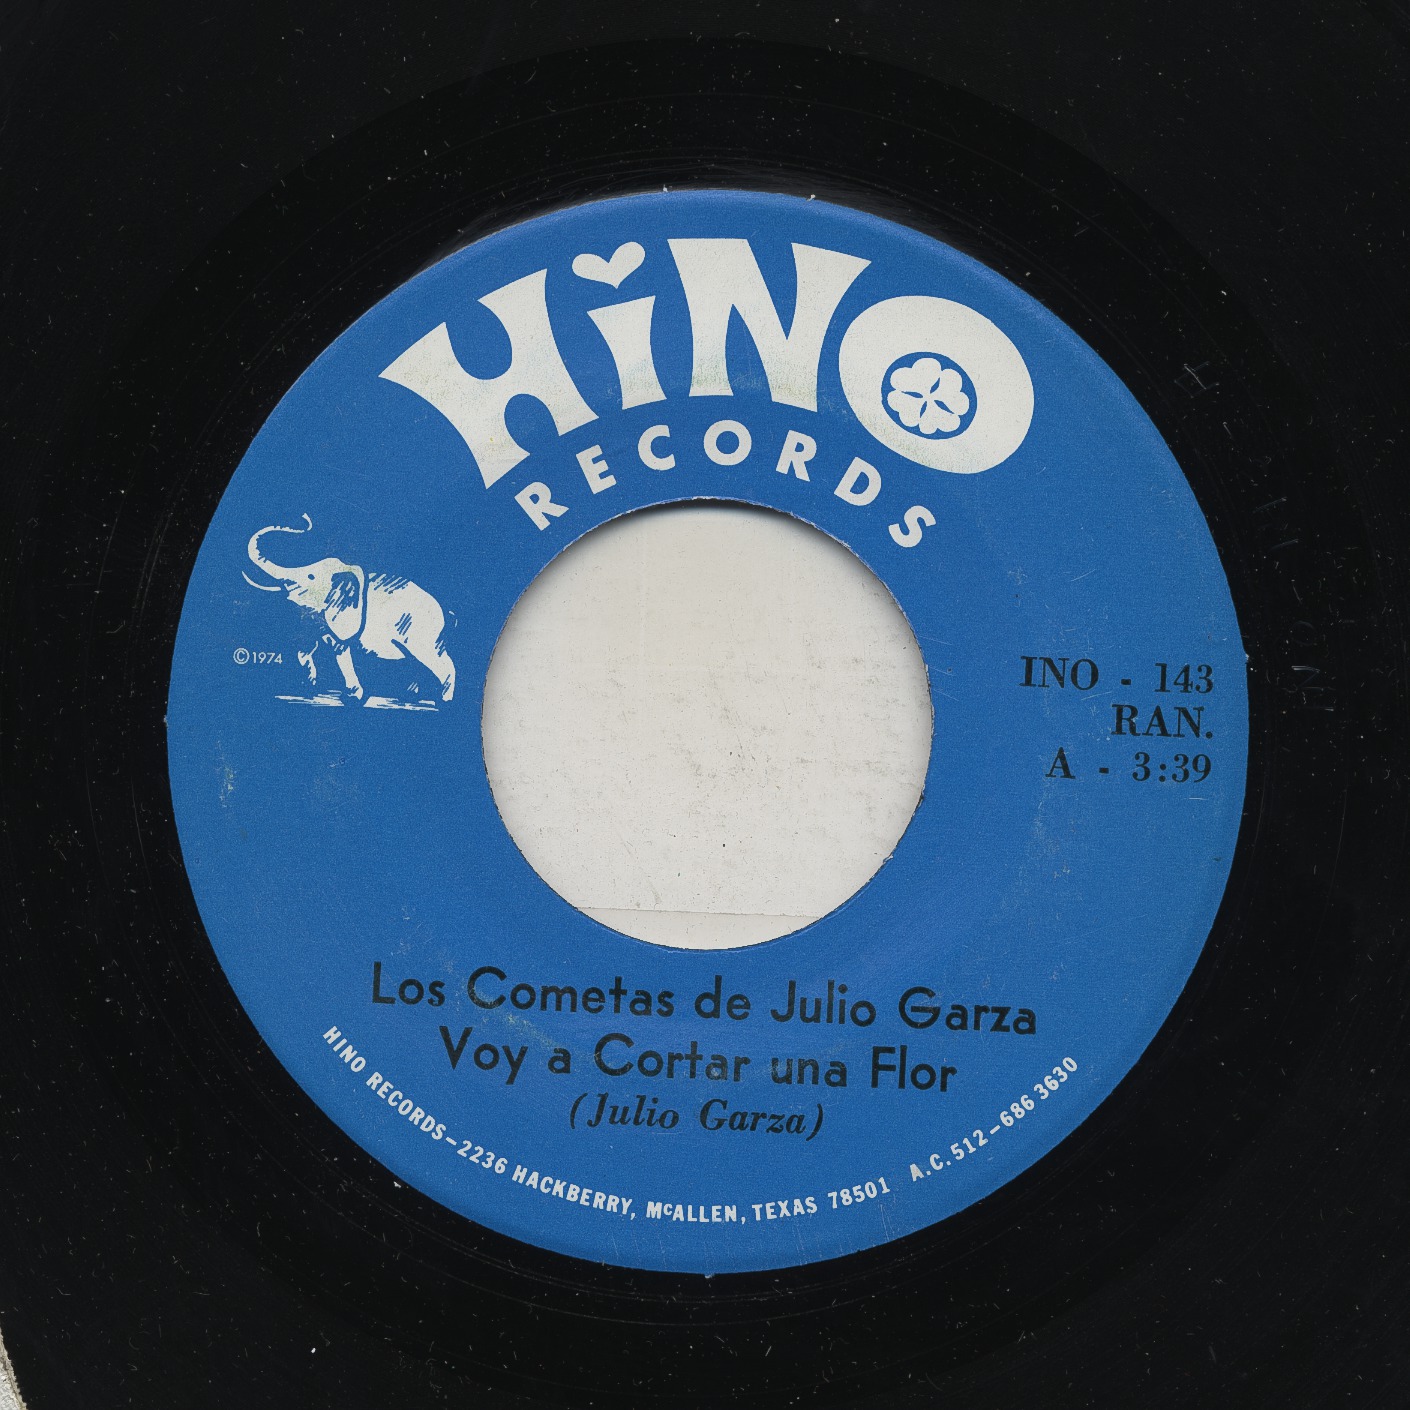 HiNO
RECORDS
©1974
INO - 143
RAN.
A - 3:39
Los Cometas de Julio Garza
Voy a Cortar una Flor
(Julio Garza)
HINO RECORDS—2236 HACKBERRY, McALLEN, TEXAS 78501 A.C. 512—686 3630